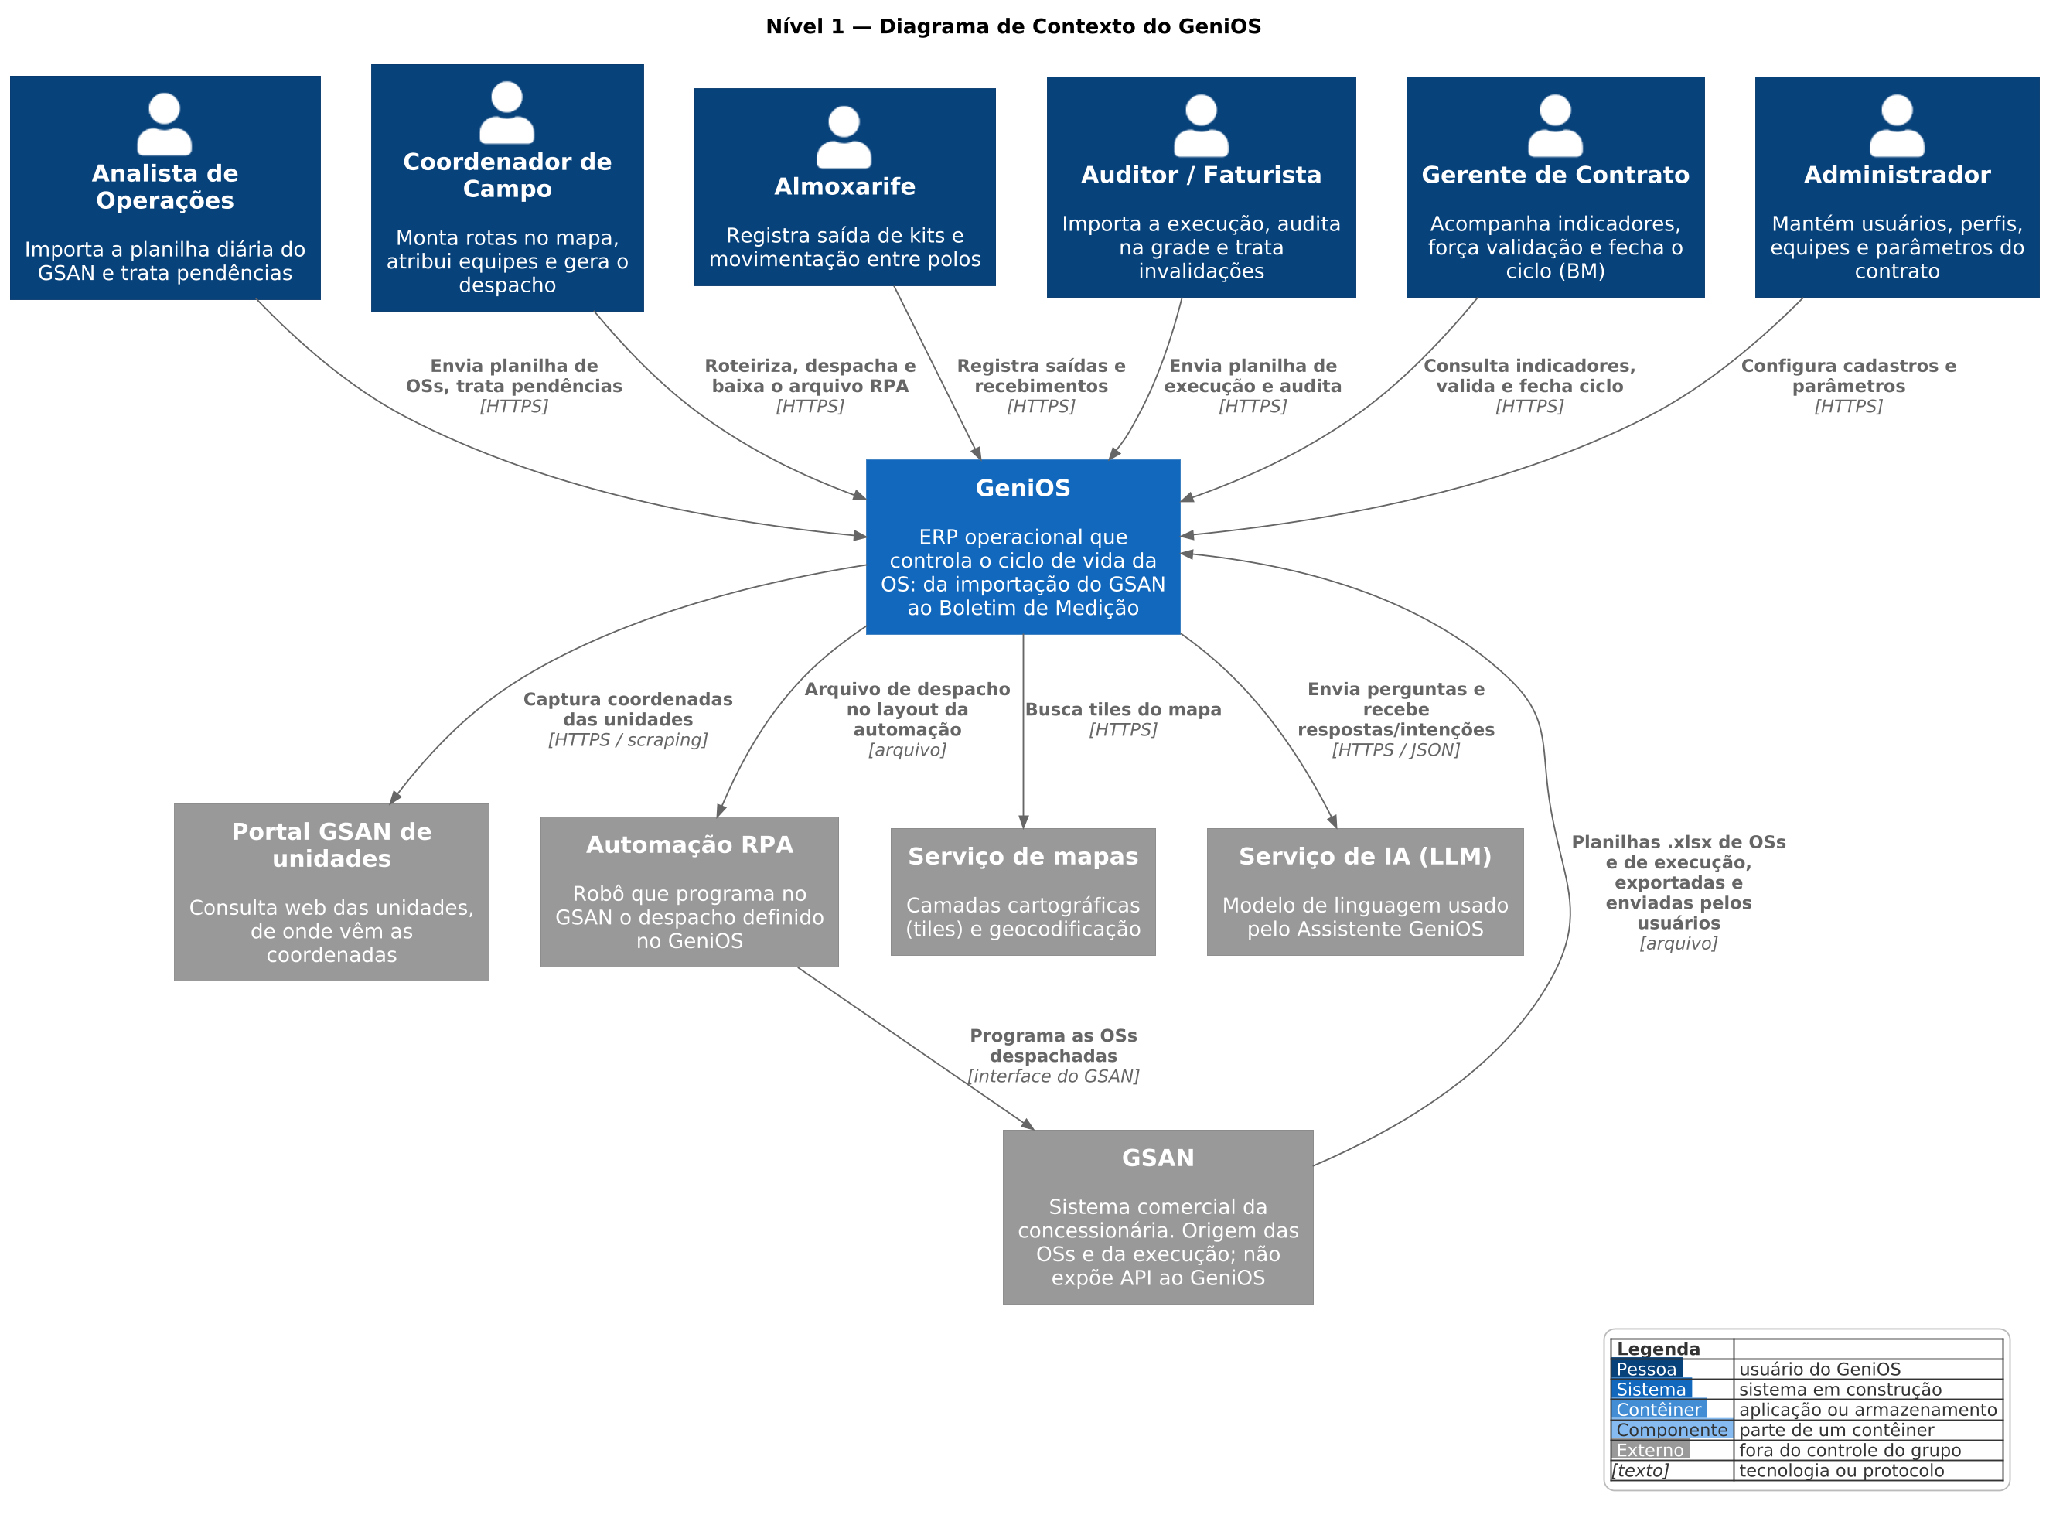 Nível 1 — Diagrama de Contexto do GeniOS
Analista de
Operações
Importa a planilha diária do
GSAN e trata pendências
Coordenador de
Campo
Monta rotas no mapa,
atribui equipes e gera o
despacho
Almoxarife
Registra saída de kits e
movimentação entre polos
Auditor / Faturista
Importa a execução, audita
na grade e trata
invalidações
Gerente de Contrato
Acompanha indicadores,
força validação e fecha o
ciclo (BM)
Administrador
Mantém usuários, perfis,
equipes e parâmetros do
contrato
Envia planilha de
OSs, trata pendências
[HTTPS]
Roteiriza, despacha e
baixa o arquivo RPA
[HTTPS]
Registra saídas e
recebimentos
[HTTPS]
Envia planilha de
execução e audita
[HTTPS]
Consulta indicadores,
valida e fecha ciclo
[HTTPS]
Configura cadastros e
parâmetros
[HTTPS]
GeniOS
ERP operacional que
controla o ciclo de vida da
OS: da importação do GSAN
ao Boletim de Medição
Captura coordenadas
das unidades
[HTTPS / scraping]
Arquivo de despacho
no layout da
automação
[arquivo]
Busca tiles do mapa
[HTTPS]
Envia perguntas e
recebe
respostas/intenções
[HTTPS / JSON]
Planilhas .xlsx de OSs
e de execução,
exportadas e
enviadas pelos
usuários
[arquivo]
Portal GSAN de
unidades
Consulta web das unidades,
de onde vêm as
coordenadas
Automação RPA
Robô que programa no
GSAN o despacho definido
no GeniOS
Serviço de mapas
Camadas cartográficas
(tiles) e geocodificação
Serviço de IA (LLM)
Modelo de linguagem usado
pelo Assistente GeniOS
Programa as OSs
despachadas
[interface do GSAN]
GSAN
Sistema comercial da
concessionária. Origem das
OSs e da execução; não
expõe API ao GeniOS
Legenda
Pessoa usuário do GeniOS
Sistema sistema em construção
Contêiner aplicação ou armazenamento
Componente parte de um contêiner
Externo fora do controle do grupo
[texto] tecnologia ou protocolo